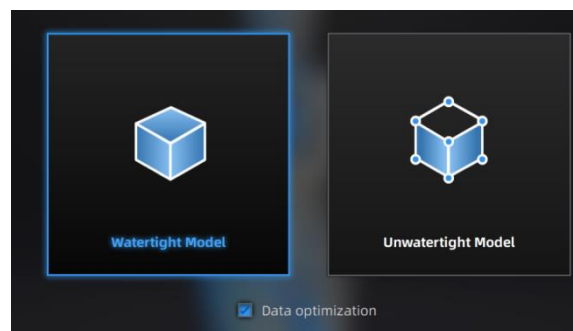 Watertight Model
Unwatertight Model
Data optimization